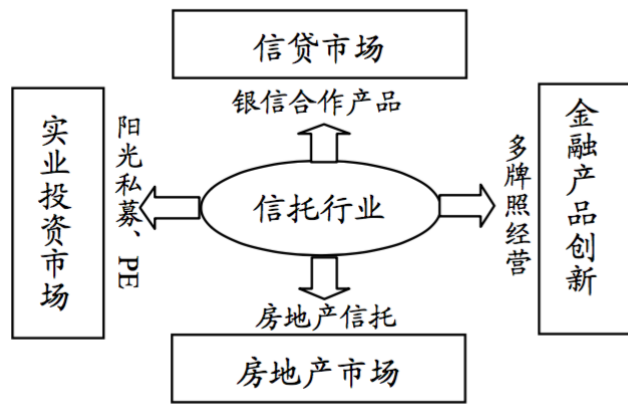 信贷市场
银信合作产品
实业投资市场
阳光私募、PE
信托行业
多牌照经营
金融产品创新
房地产信托
房地产市场